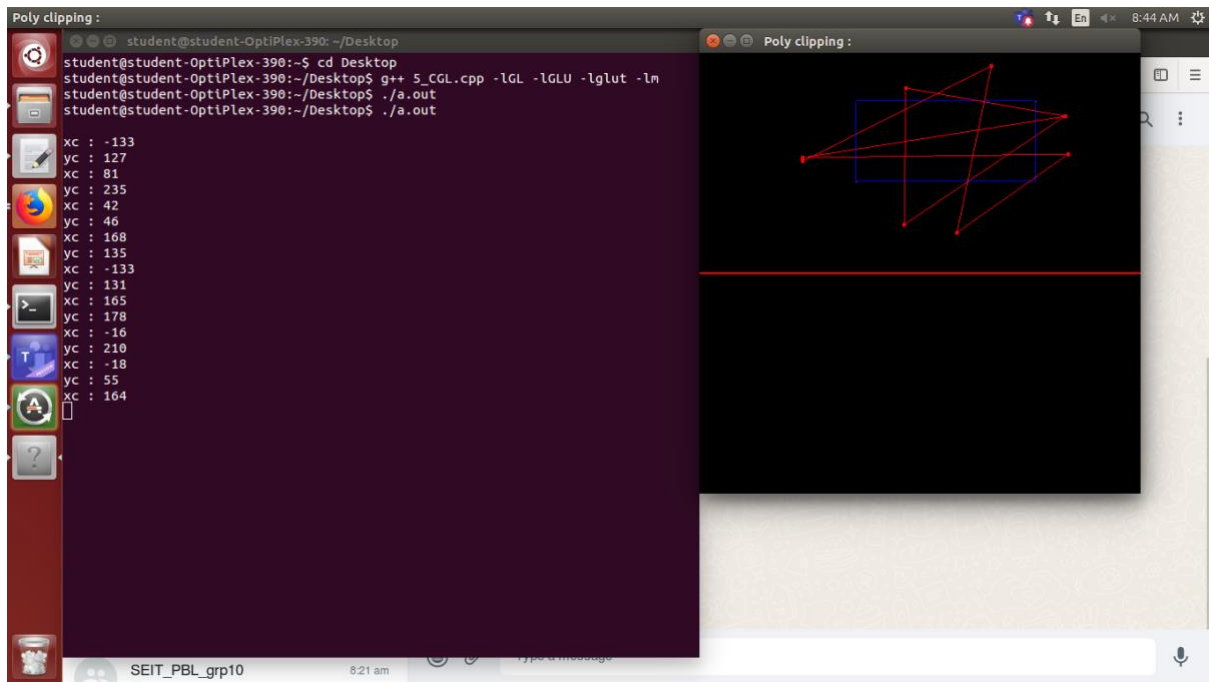 Poly clipping :
En
8:44 AM
student@student-OptiPlex-390: ~/Desktop
student@student-OptiPlex-390:~$ cd Desktop
student@student-OptiPlex-390:~/Desktop$ g++ 5_CGL.cpp -lGL -lGLU -lglut -lm
student@student-OptiPlex-390:~/Desktop$ ./a.out
student@student-OptiPlex-390:~/Desktop$ ./a.out
xc : -133
yc : 127
xc : 81
yc : 235
xc : 42
yc : 46
xc : 168
yc : 135
xc : -133
yc : 131
xc : 165
yc : 178
xc : -16
yc : 210
xc : -18
yc : 55
xc : 164
Poly clipping :
SEIT_PBL_grp10
8:21 am
Type a message